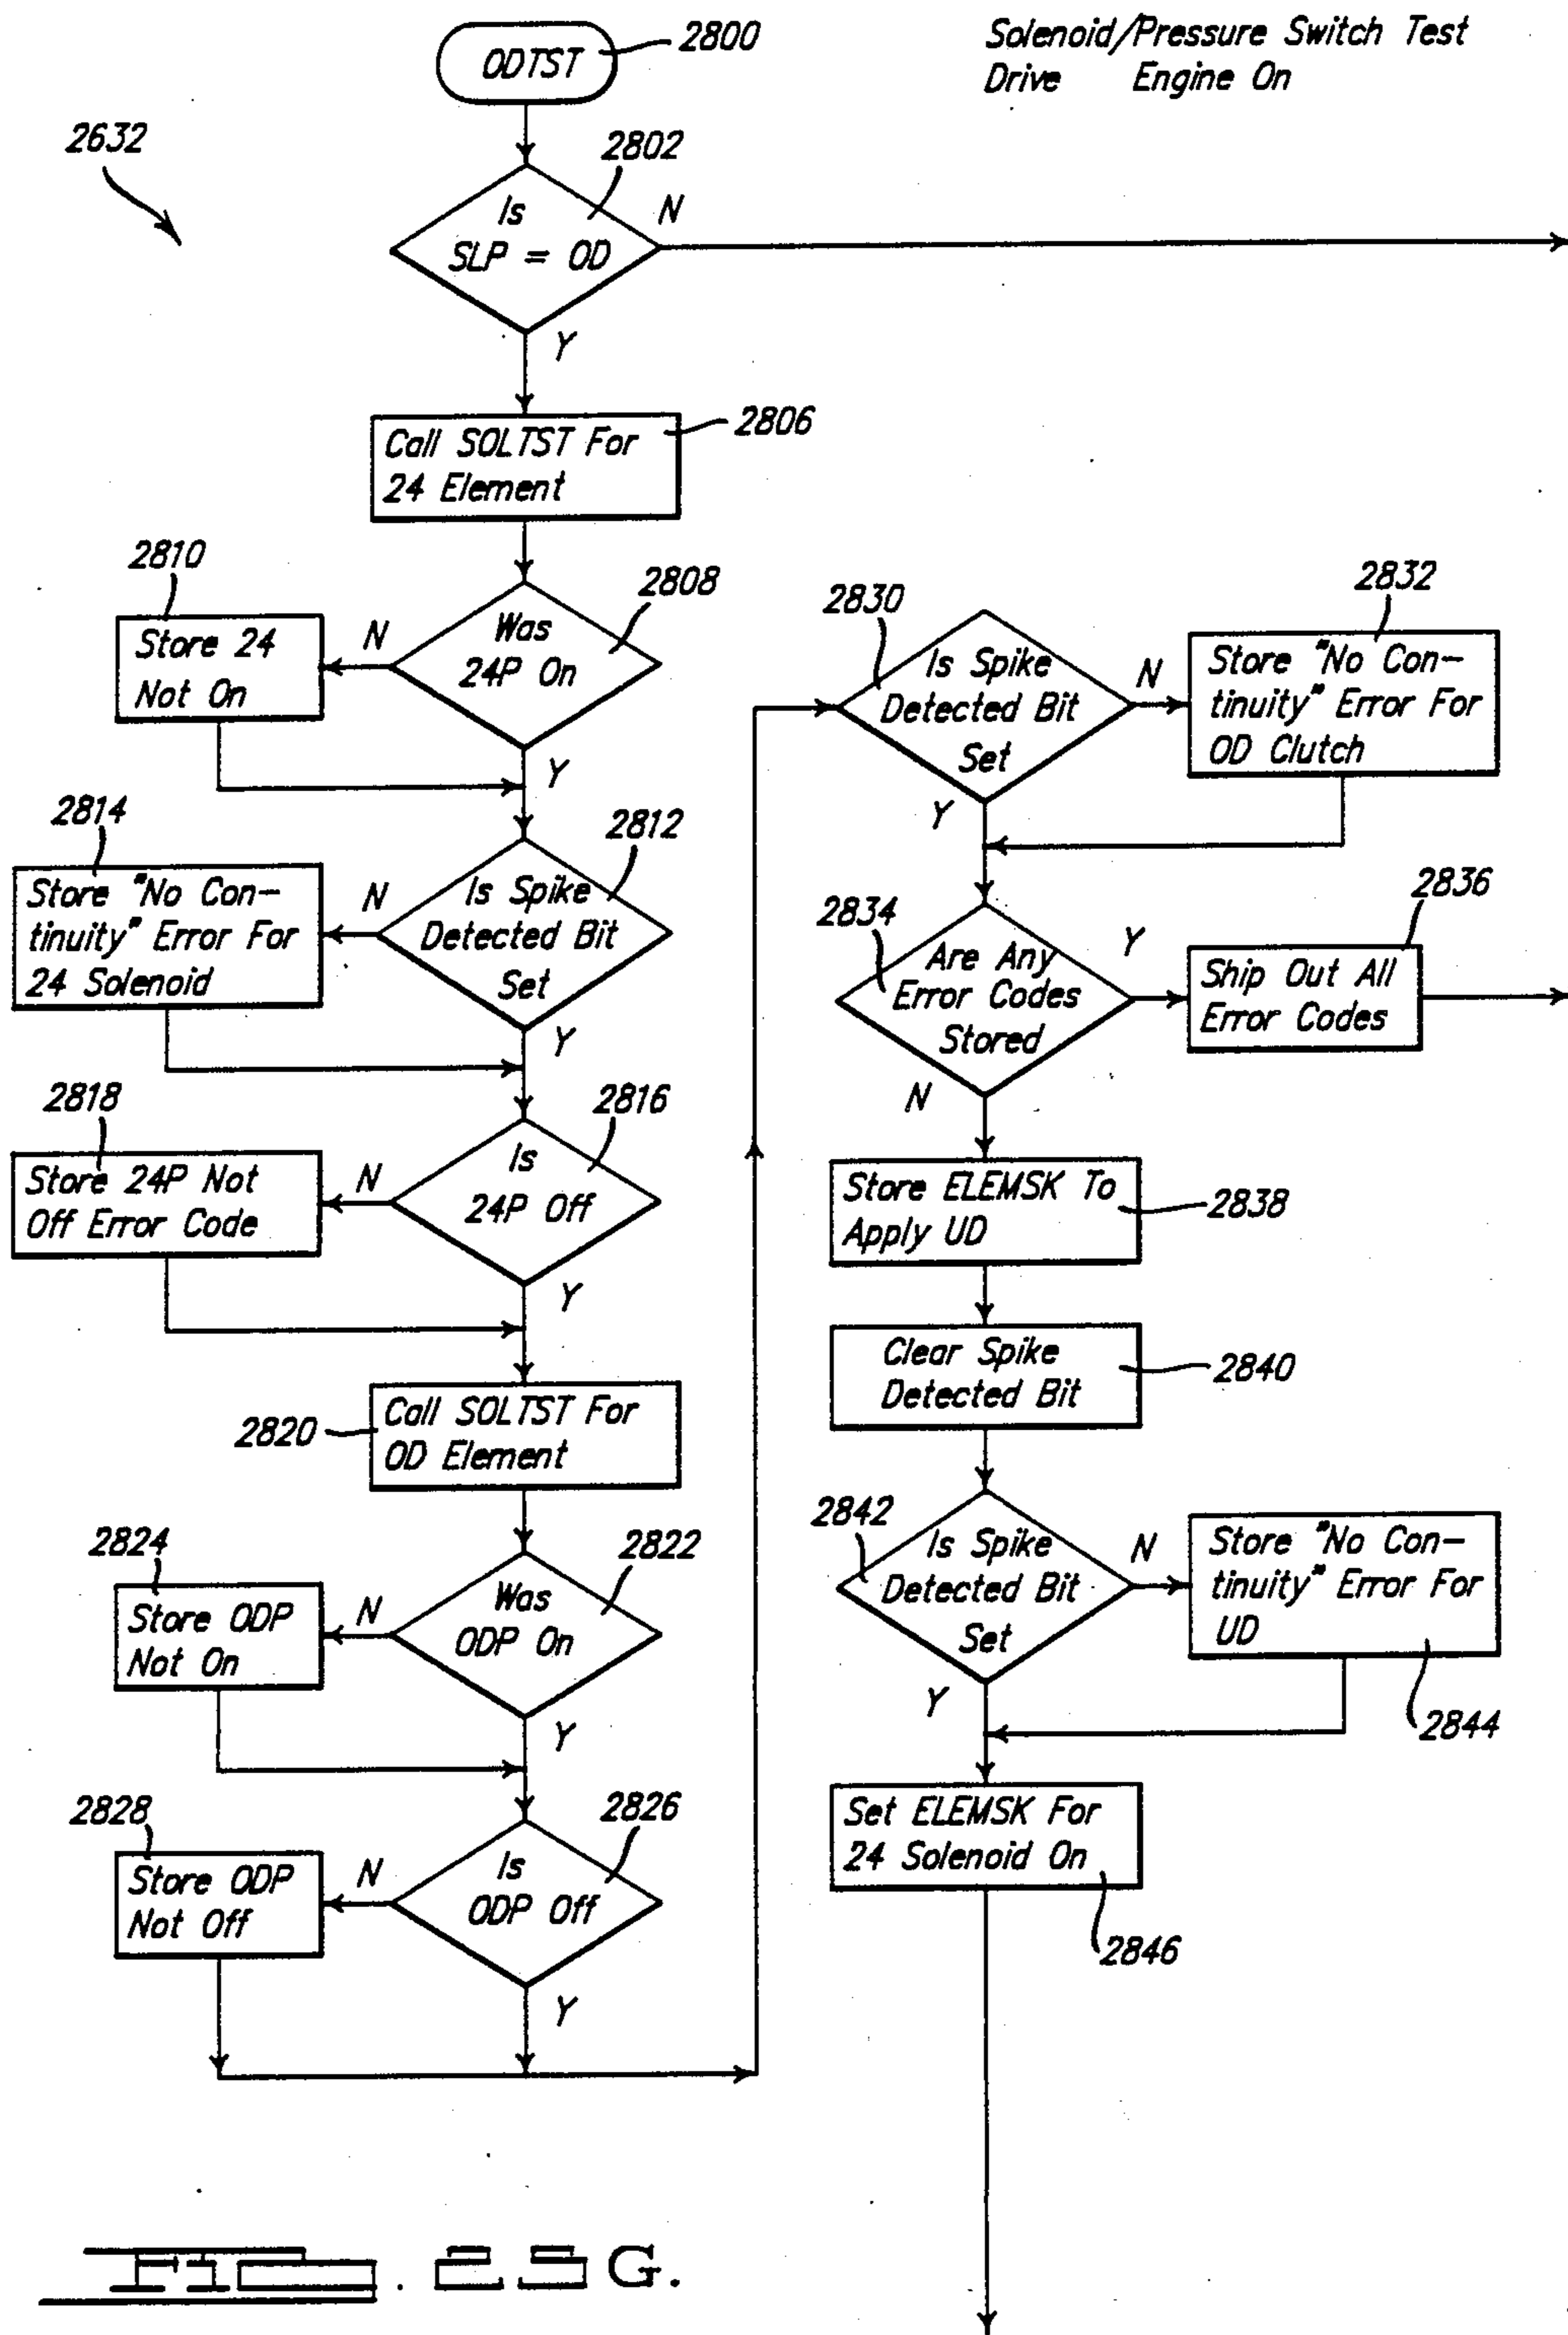 Solenoid/Pressure Switch Test
Drive Engine On
2632
ODTST
2800
Is
SLP = OD
2802
N
Y
Call SOLTST For
24 Element
2806
Was
24P On
2808
N
Y
2810
Store 24
Not On
Is Spike
Detected Bit
Set
2812
N
Y
2814
Store "No Con-
tinuity" Error For
24 Solenoid
Is
24P Off
2816
N
Y
2818
Store 24P Not
Off Error Code
Call SOLTST For
OD Element
2820
Was
ODP On
2822
N
Y
2824
Store ODP
Not On
Is
ODP Off
2826
N
Y
2828
Store ODP
Not Off
2830
Is Spike
Detected Bit
Set
N
Y
2832
Store "No Con-
tinuity" Error For
OD Clutch
2834
Are Any
Error Codes
Stored
Y
N
2836
Ship Out All
Error Codes
Store ELEMSK To
Apply UD
2838
Clear Spike
Detected Bit
2840
2842
Is Spike
Detected Bit
Set
N
Y
Store "No Con-
tinuity" Error For
UD
2844
Set ELEMSK For
24 Solenoid On
2846
G.